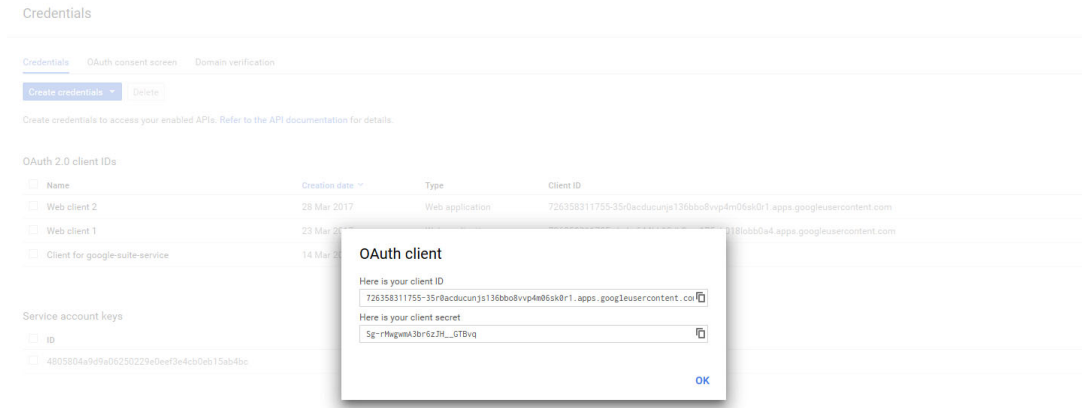 Credentials
Credentials OAuth consent screen Domain verification
Create credentials Delete
Create credentials to access your enabled APIs. Refer to the API documentation for details.
OAuth 2.0 client IDs
Name Creation date Type Client ID
Web client 2 29 Mar 2017 Web application 726358311755-35r0acducunjs136bbo8vvp4m06sk0r1.apps.googleusercontent.com
Web client 1 23 Mar
Client for google-suite-service 14 Mar
OAuth client
Here is your client ID
726358311755-35r0acducunjs136bbo8vvp4m06sk0r1.apps.googleusercontent.co
Here is your client secret
Sg-rMwgwmA3br6zJH__GTBvq
OK
Service account keys
ID
4805804a9d9a06250229e0eef3e4cb0eb15ab4bc